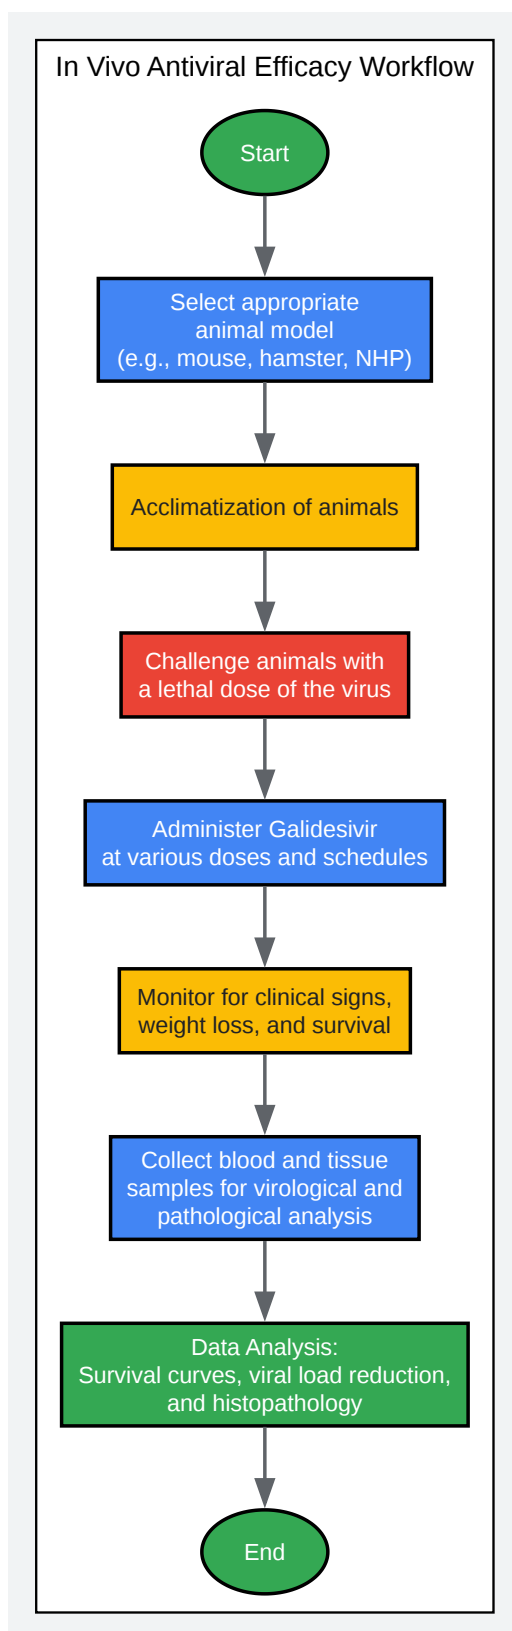 In Vivo Antiviral Efficacy Workflow
Start
Select appropriate
animal model
(e.g., mouse, hamster, NHP)
Acclimatization of animals
Challenge animals with
a lethal dose of the virus
Administer Galidesivir
at various doses and schedules
Monitor for clinical signs,
weight loss, and survival
Collect blood and tissue
samples for virological and
pathological analysis
Data Analysis:
Survival curves, viral load reduction,
and histopathology
End